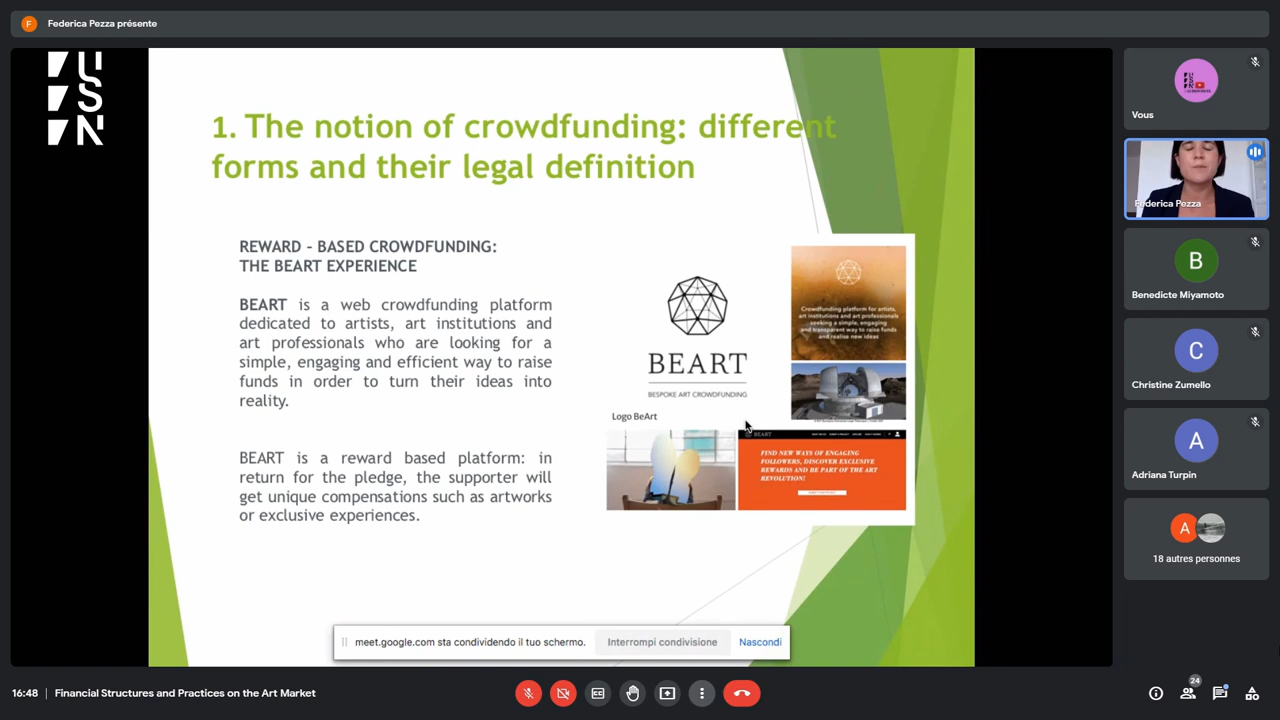 Federica Pezza présente
F
USN
1. The notion of crowdfunding: different
forms and their legal definition
REWARD - BASED CROWDFUNDING:
THE BEART EXPERIENCE
BEART is a web crowdfunding platform
dedicated to artists, art institutions and
art professionals who are looking for a
simple, engaging and efficient way to raise
funds in order to turn their ideas into
reality.
BEART is a reward based platform: in
return for the pledge, the supporter will
get unique compensations such as artworks
or exclusive experiences.
BEART
BESPOKE ART CROWDFUNDING
Logo BeArt
Crowdfunding platform for artists,
art institutions and art professionals
seeking a simple, engaging
and transparent way to raise funds
and realise new ideas
BEART
FIND NEW WAYS OF ENGAGING
FOLLOWERS, DISCOVER EXCLUSIVE
REWARDS AND BE PART OF THE ART
REVOLUTION!
meet.google.com sta condividendo il tuo schermo.
Interrompi condivisione
Nascondi
Vous
Federica Pezza
B
Benedicte Miyamoto
C
Christine Zumello
A
Adriana Turpin
A
18 autres personnes
16:48
Financial Structures and Practices on the Art Market
24